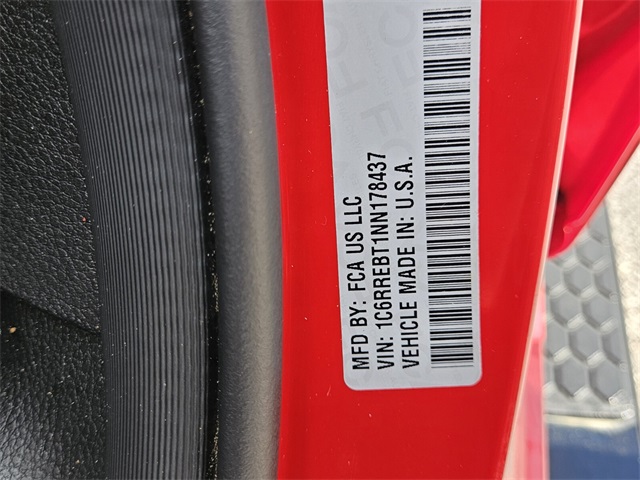 MFD BY: FCA US LLC
VIN: 1C6RREBT1NN178437
VEHICLE MADE IN: U.S.A.